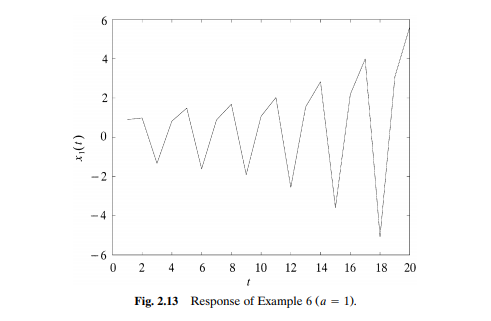 6
4
2
0
−2
−4
−6
x₁(t)
0 2 4 6 8 10 12 14 16 18 20
t
Fig. 2.13 Response of Example 6 (a = 1).